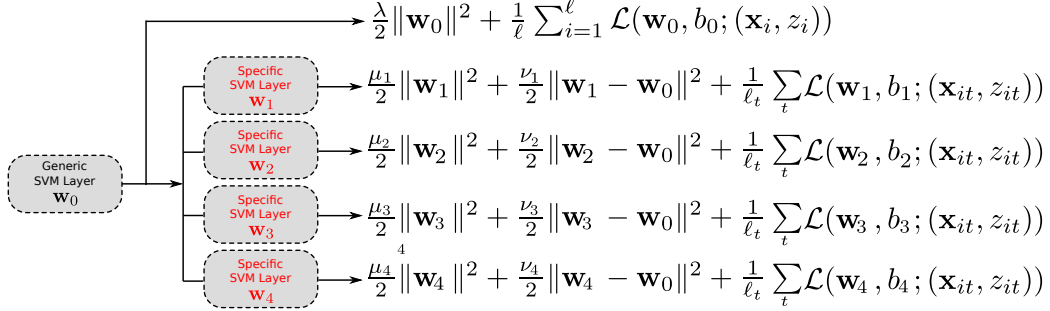 λ/2 ‖w₀‖² + 1/ℓ ∑ᵢ₌₁^ℓ ℒ(w₀, b₀; (xᵢ, zᵢ))
Specific
SVM Layer
w₁
μ₁/2 ‖w₁‖² + ν₁/2 ‖w₁ − w₀‖² + 1/ℓₜ ∑ₜ ℒ(w₁, b₁; (xᵢₜ, zᵢₜ))
Specific
SVM Layer
w₂
μ₂/2 ‖w₂‖² + ν₂/2 ‖w₂ − w₀‖² + 1/ℓₜ ∑ₜ ℒ(w₂, b₂; (xᵢₜ, zᵢₜ))
Generic
SVM Layer
w₀
Specific
SVM Layer
w₃
μ₃/2 ‖w₃‖² + ν₃/2 ‖w₃ − w₀‖² + 1/ℓₜ ∑ₜ ℒ(w₃, b₃; (xᵢₜ, zᵢₜ))
4
Specific
SVM Layer
w₄
μ₄/2 ‖w₄‖² + ν₄/2 ‖w₄ − w₀‖² + 1/ℓₜ ∑ₜ ℒ(w₄, b₄; (xᵢₜ, zᵢₜ))